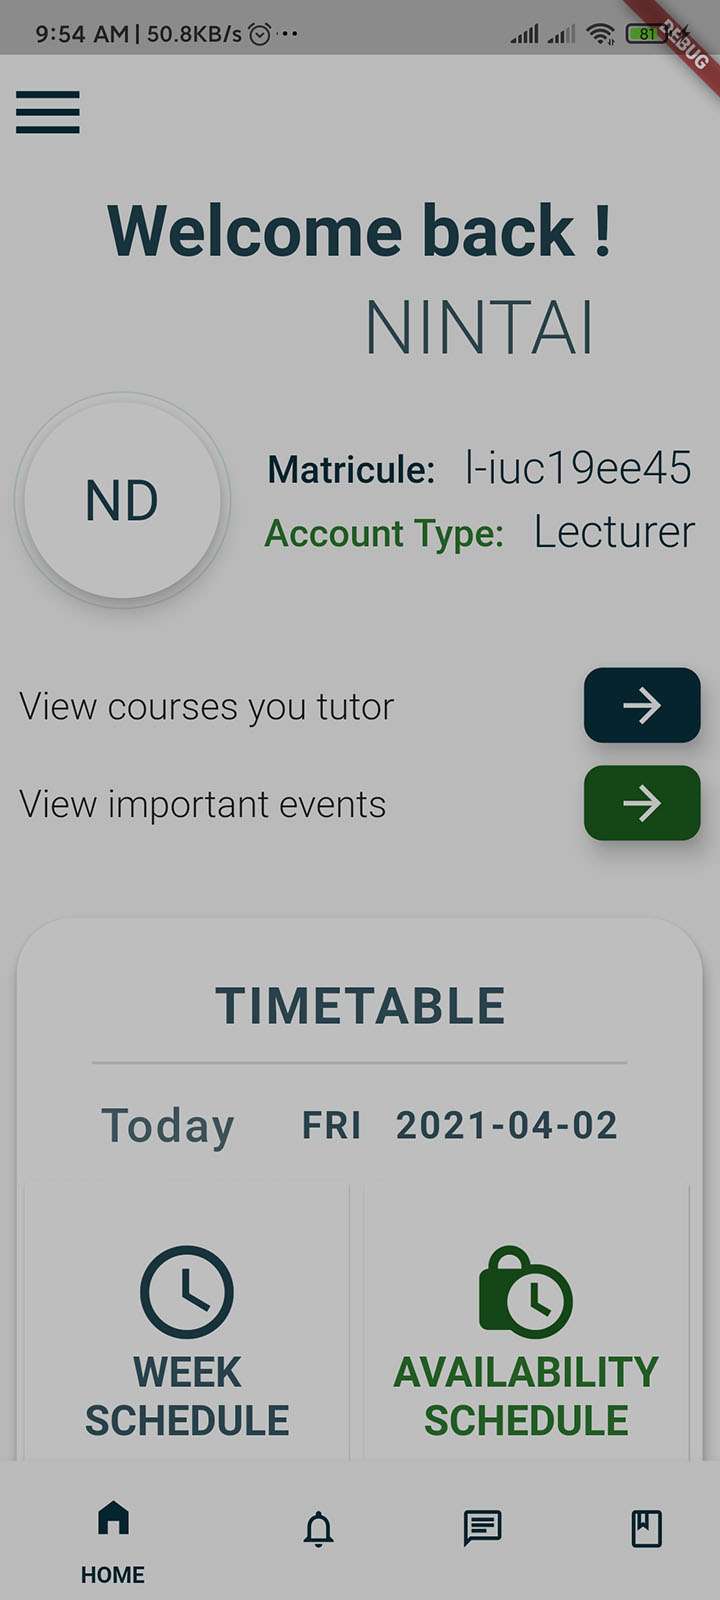 9:54 AM | 50.8KB/s
81
DEBUG
Welcome back !
NINTAI
ND
Matricule: l-iuc19ee45
Account Type: Lecturer
View courses you tutor
View important events
TIMETABLE
Today FRI 2021-04-02
WEEK
SCHEDULE
AVAILABILITY
SCHEDULE
HOME